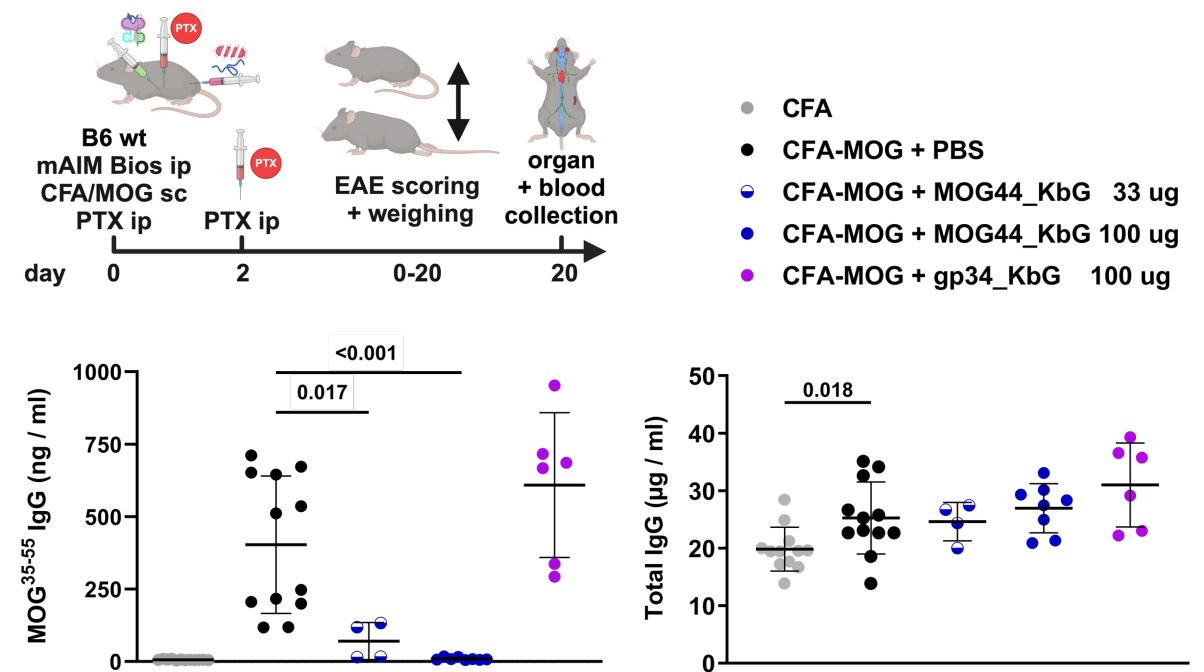 PTX
B6 wt
mAIM Bios ip
CFA/MOG sc
PTX ip
PTX
PTX ip
EAE scoring
+ weighing
organ
+ blood
collection
day
0
2
0-20
20
CFA
CFA-MOG + PBS
CFA-MOG + MOG44_KbG 33 ug
CFA-MOG + MOG44_KbG 100 ug
CFA-MOG + gp34_KbG 100 ug
MOG35-55 IgG (ng / ml)
1000
750
500
250
0
<0.001
0.017
Total IgG (µg / ml)
50
40
30
20
10
0
0.018